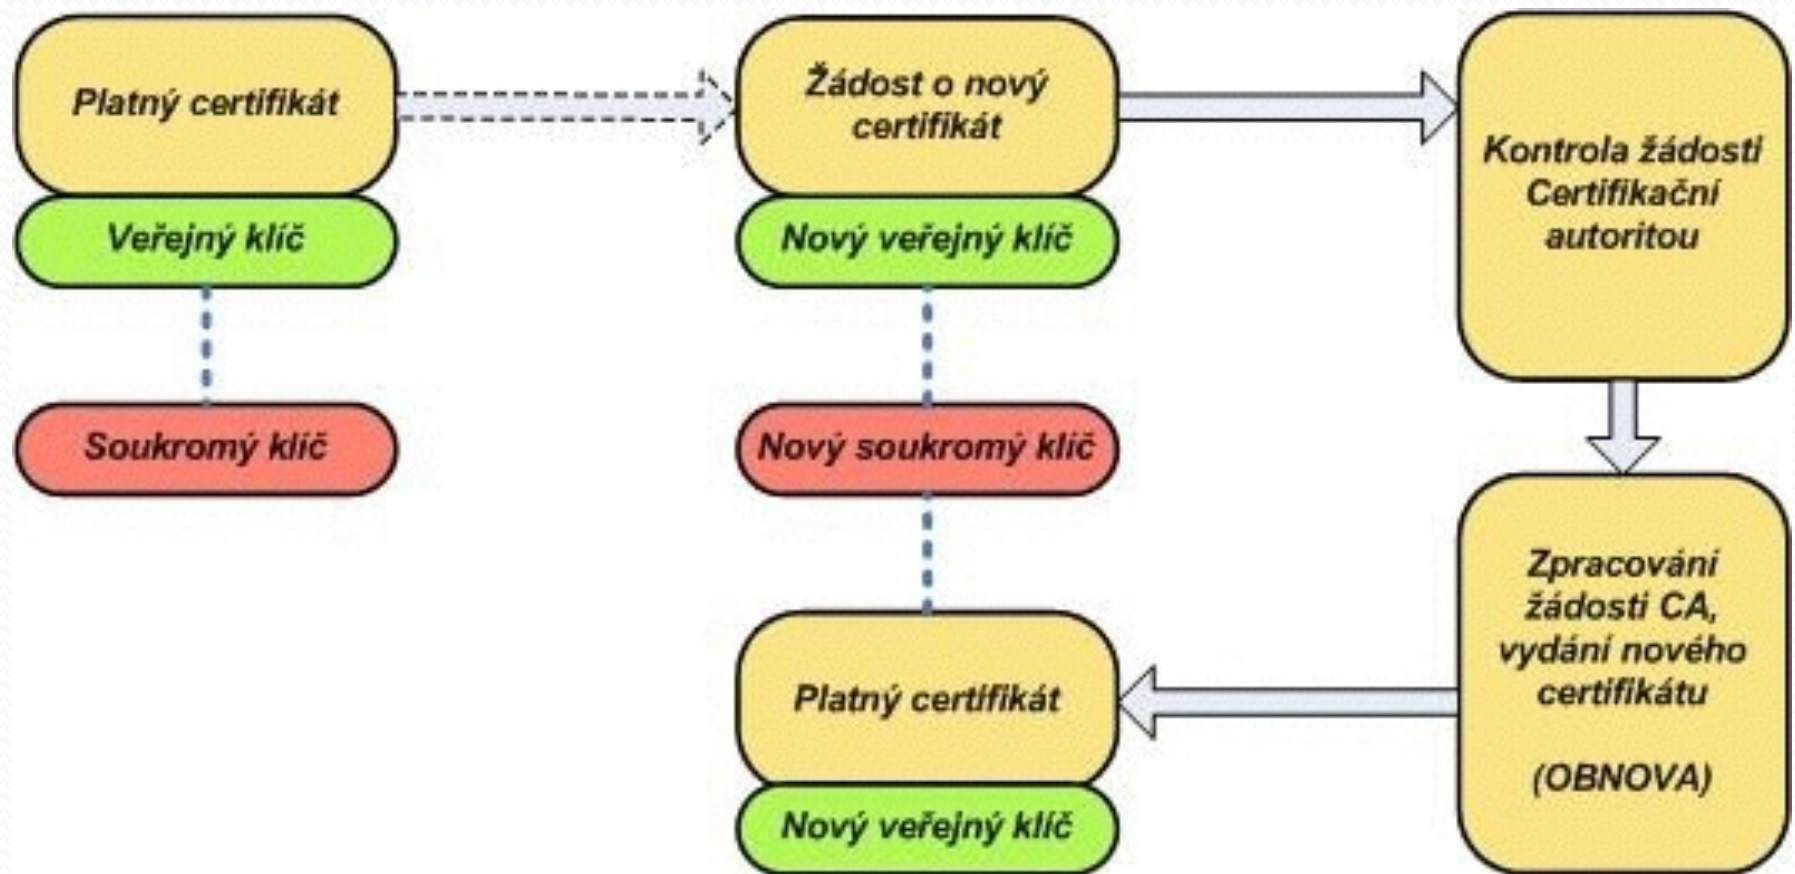 Platný certifikát
Veřejný klíč
Soukromý klíč
Žádost o nový
certifikát
Nový veřejný klíč
Nový soukromý klíč
Kontrola žádosti
Certifikační
autoritou
Zpracování
žádosti CA,
vydání nového
certifikátu
(OBNOVA)
Platný certifikát
Nový veřejný klíč